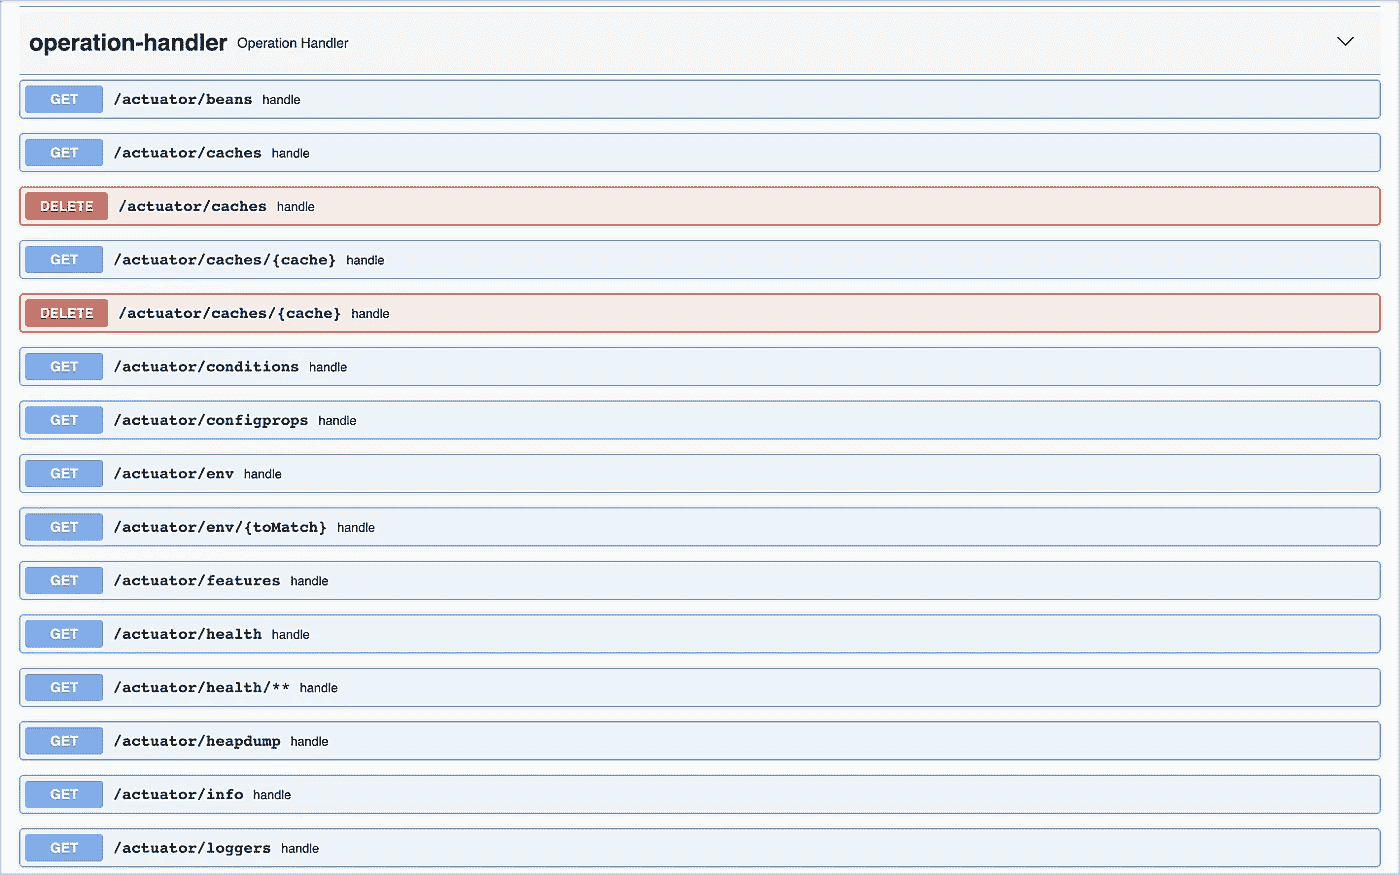 operation-handler Operation Handler
GET /actuator/beans handle
GET /actuator/caches handle
DELETE /actuator/caches handle
GET /actuator/caches/{cache} handle
DELETE /actuator/caches/{cache} handle
GET /actuator/conditions handle
GET /actuator/configprops handle
GET /actuator/env handle
GET /actuator/env/{toMatch} handle
GET /actuator/features handle
GET /actuator/health handle
GET /actuator/health/** handle
GET /actuator/heapdump handle
GET /actuator/info handle
GET /actuator/loggers handle